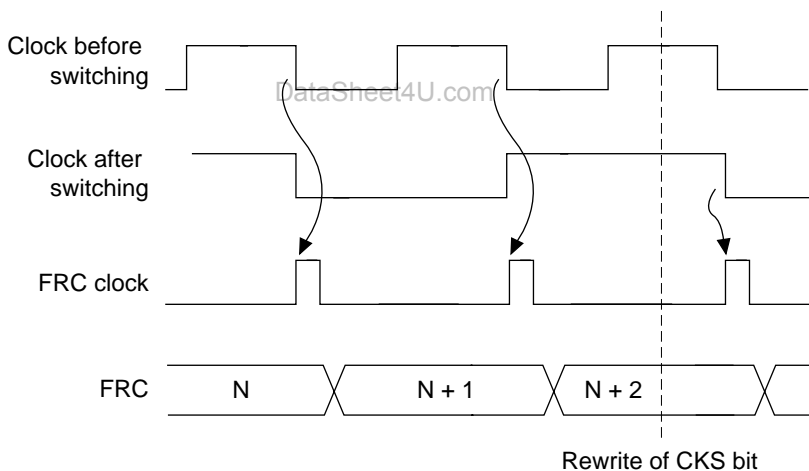 Clock before
switching
DataSheet4U.com
Clock after
switching
FRC clock
FRC
N
N + 1
N + 2
Rewrite of CKS bit